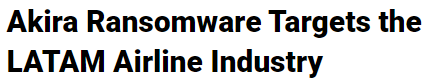 Akira Ransomware Targets the
LATAM Airline Industry